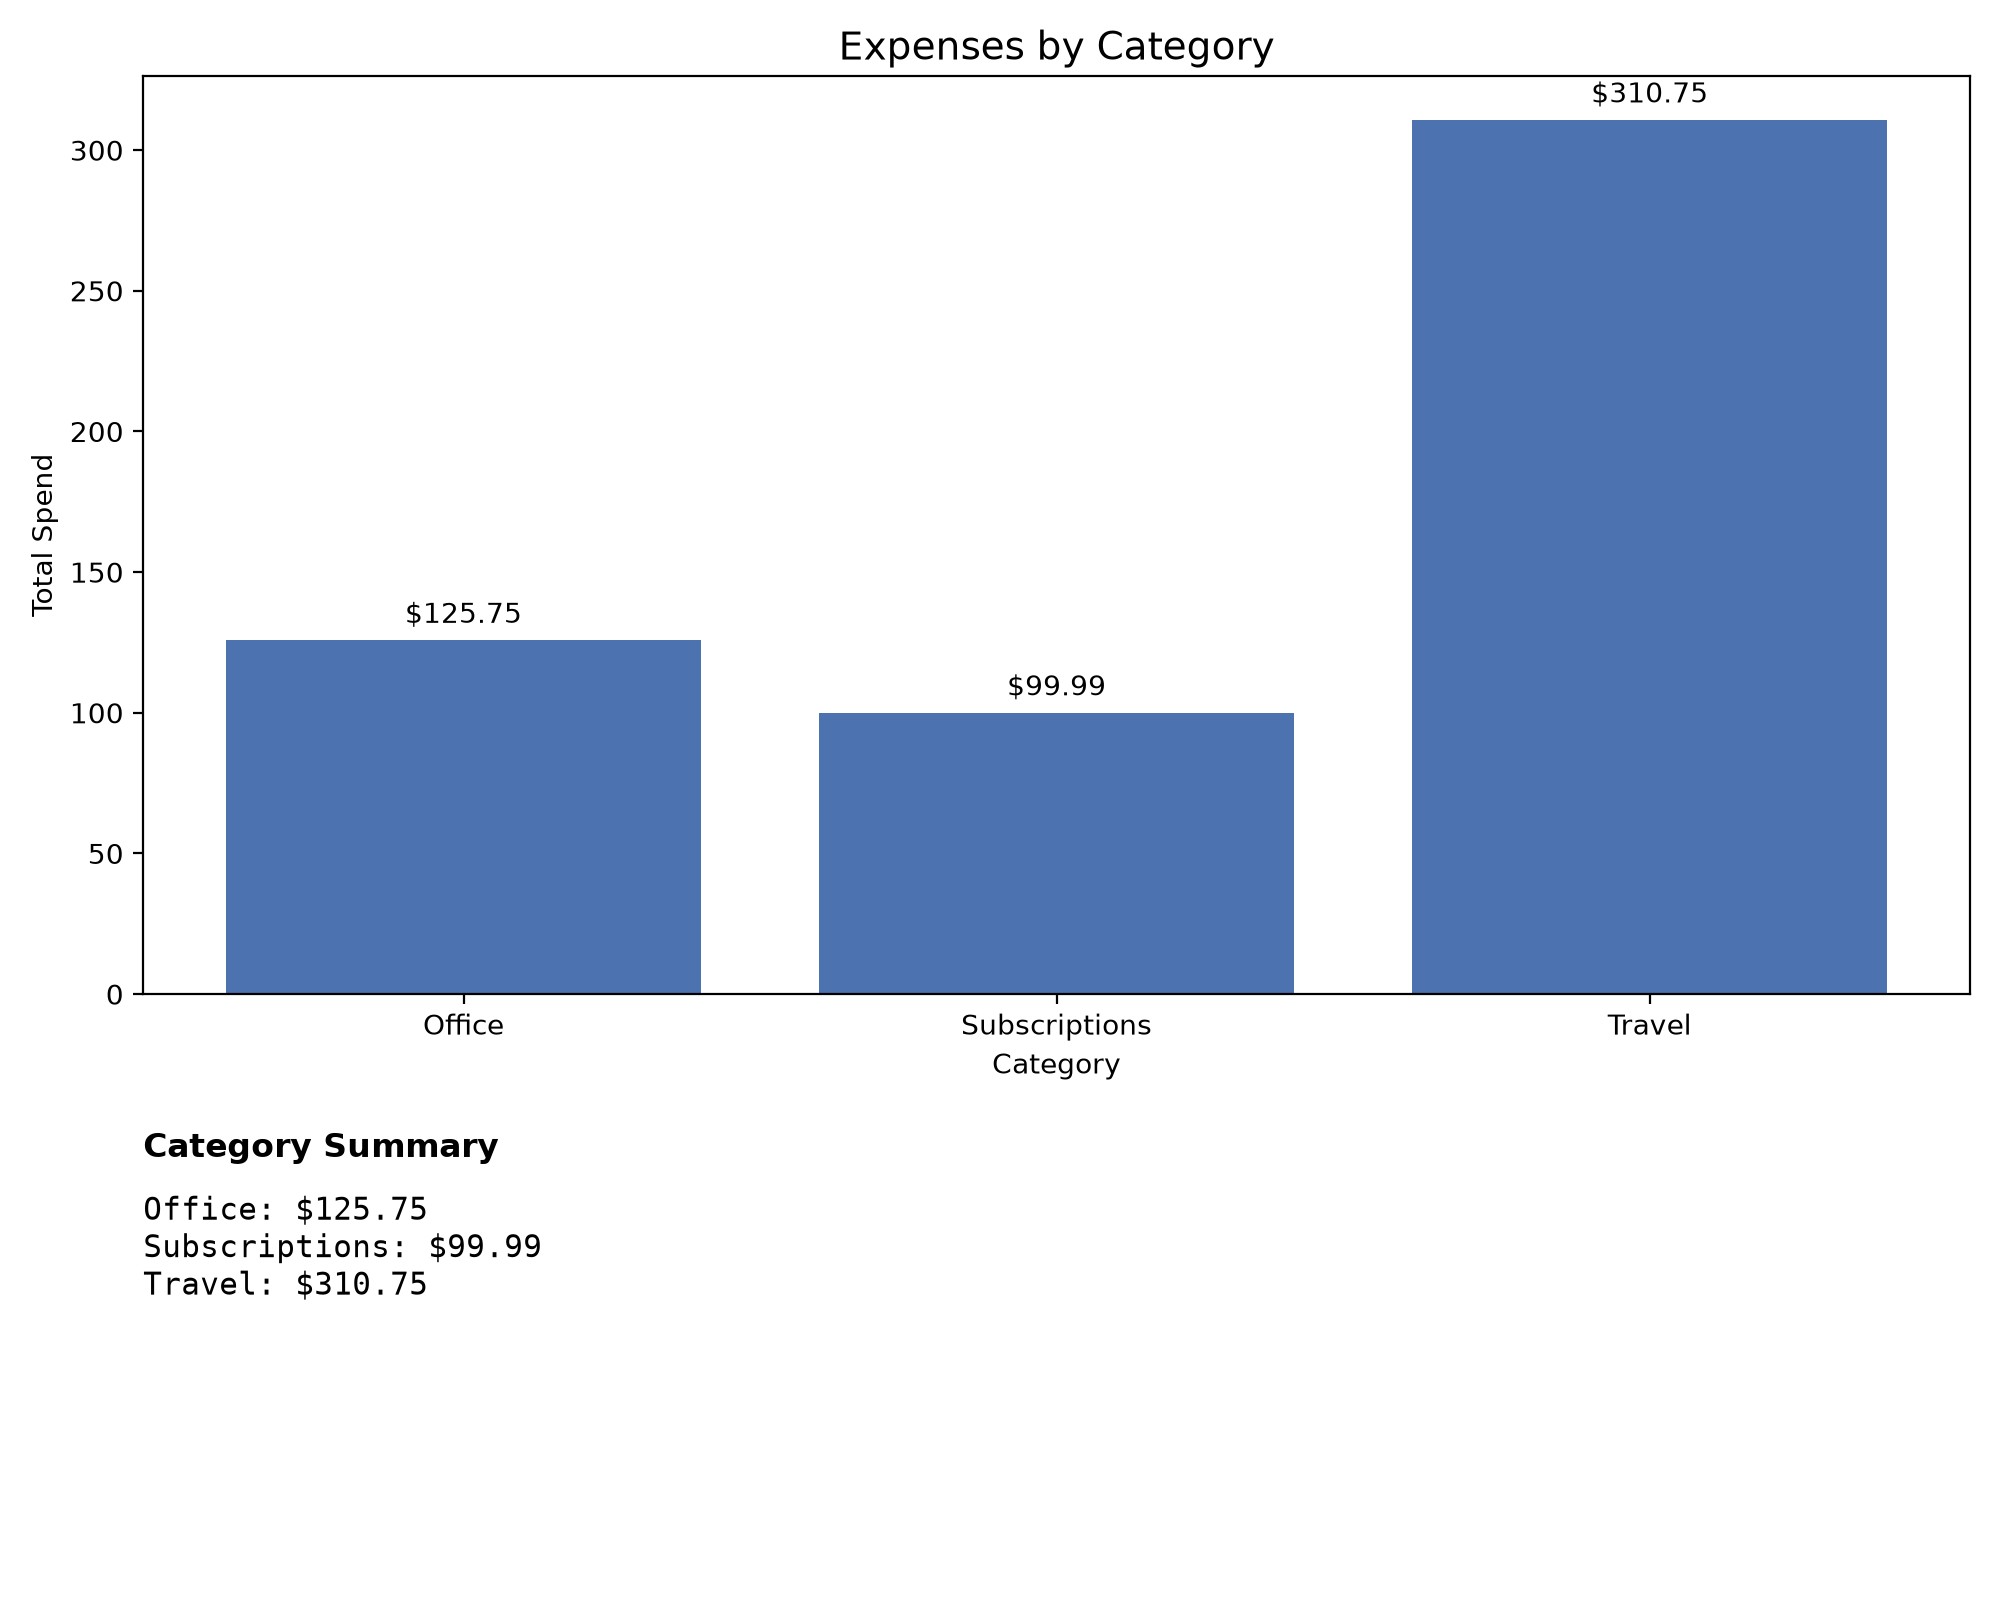 Expenses by Category
$310.75
300
250
200
Total Spend
150
$125.75
$99.99
100
50
0
Office Subscriptions Travel
Category
Category Summary
Office: $125.75
Subscriptions: $99.99
Travel: $310.75